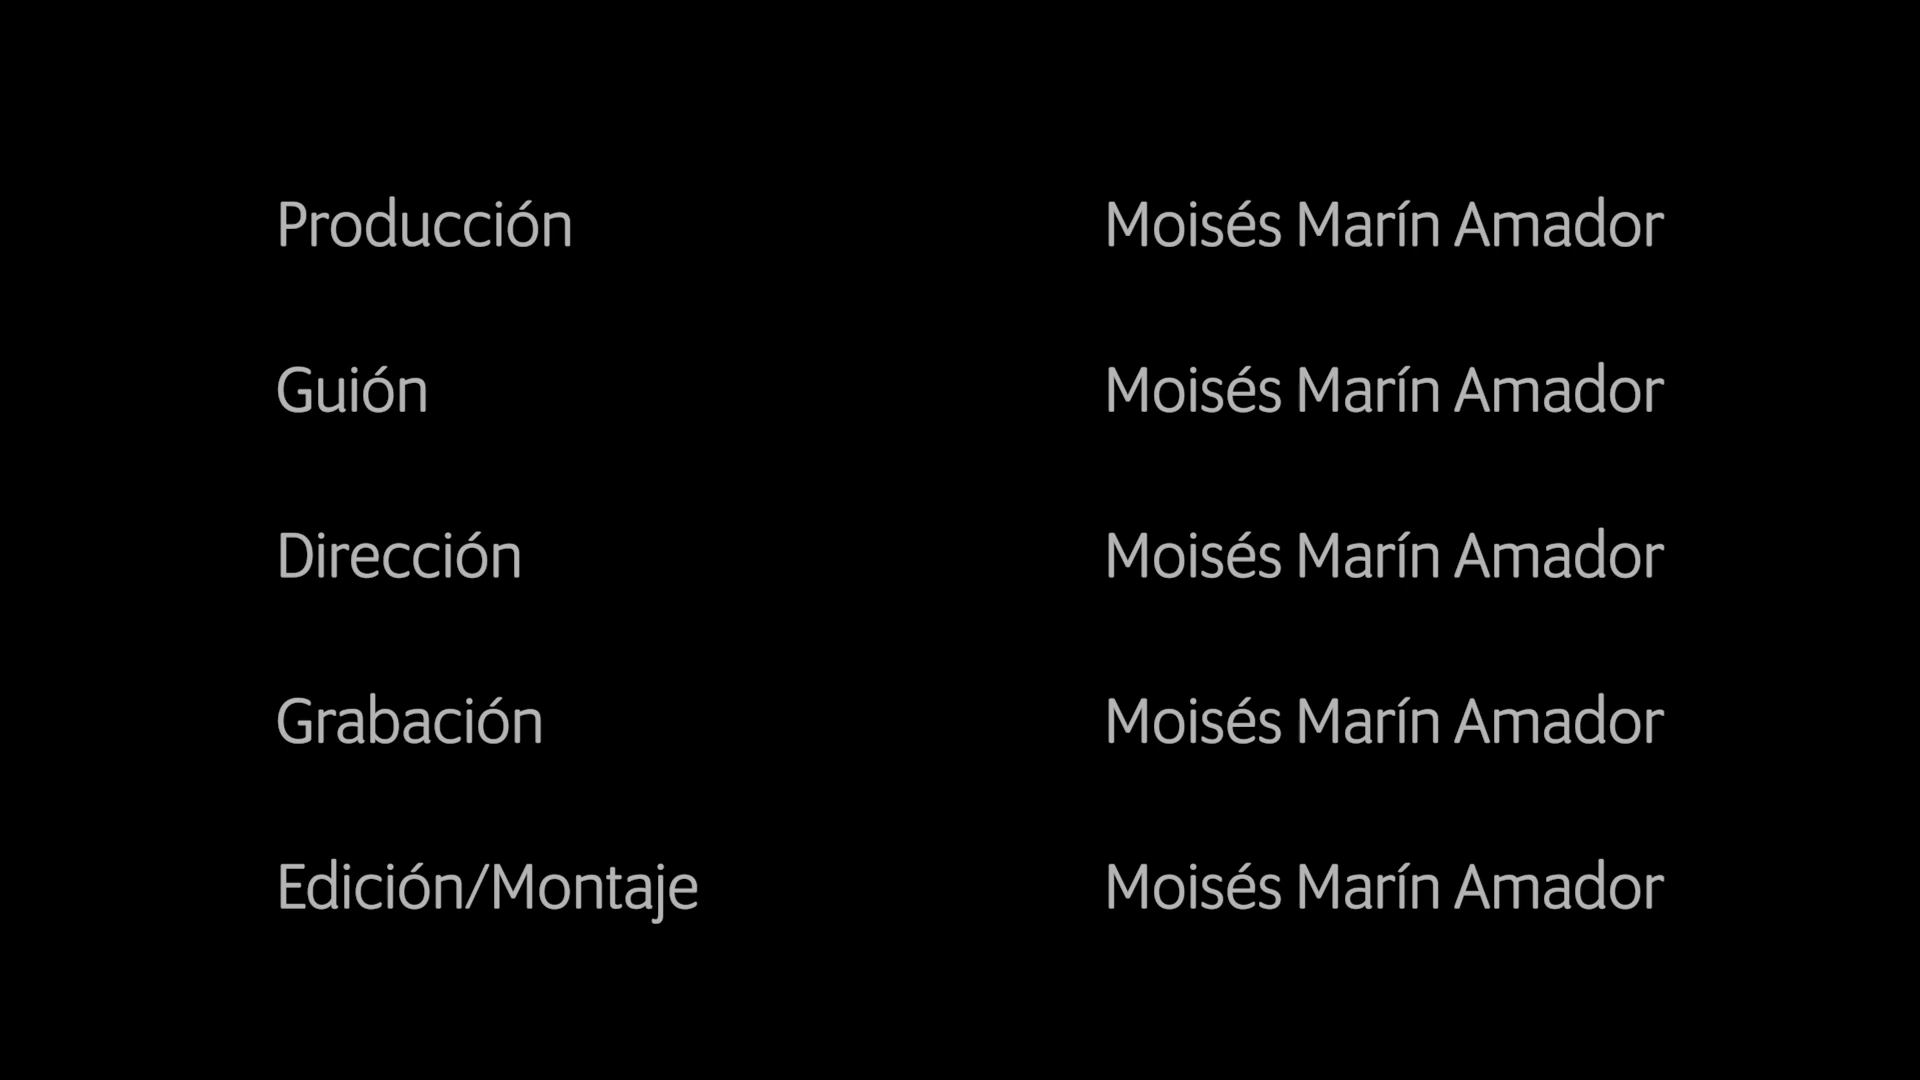 Producción Moisés Marín Amador
Guión Moisés Marín Amador
Dirección Moisés Marín Amador
Grabación Moisés Marín Amador
Edición/Montaje Moisés Marín Amador